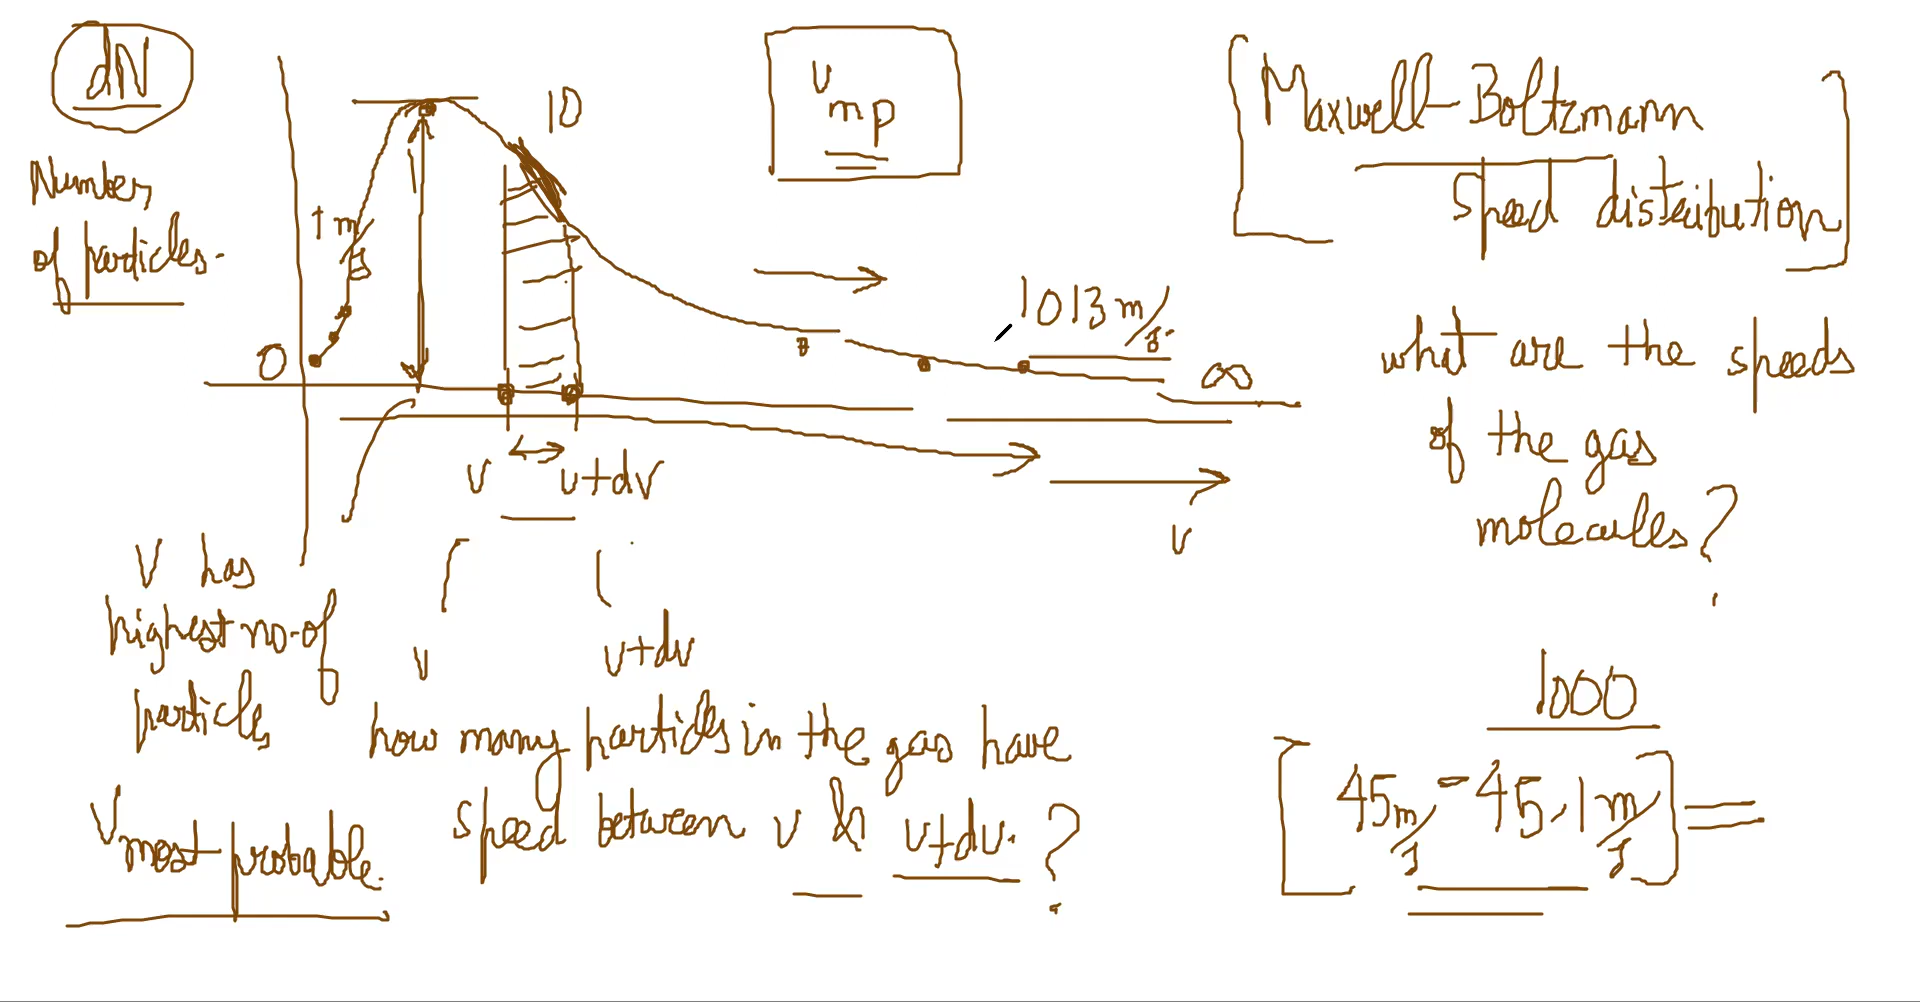 dN
Number
of particles.
10
1 m/s
0
v
mp
Maxwell-Boltzmann
Speed distribution
1013 m/s.
∞
what are the speeds
of the gas
molecules?
v
v+dv
v
v has
highest no. of
particles
v
v+dv
how many particles in the gas have
speed between v & v+dv. ?
v most probable.
1000
[45 m/s - 45.1 m/s] =